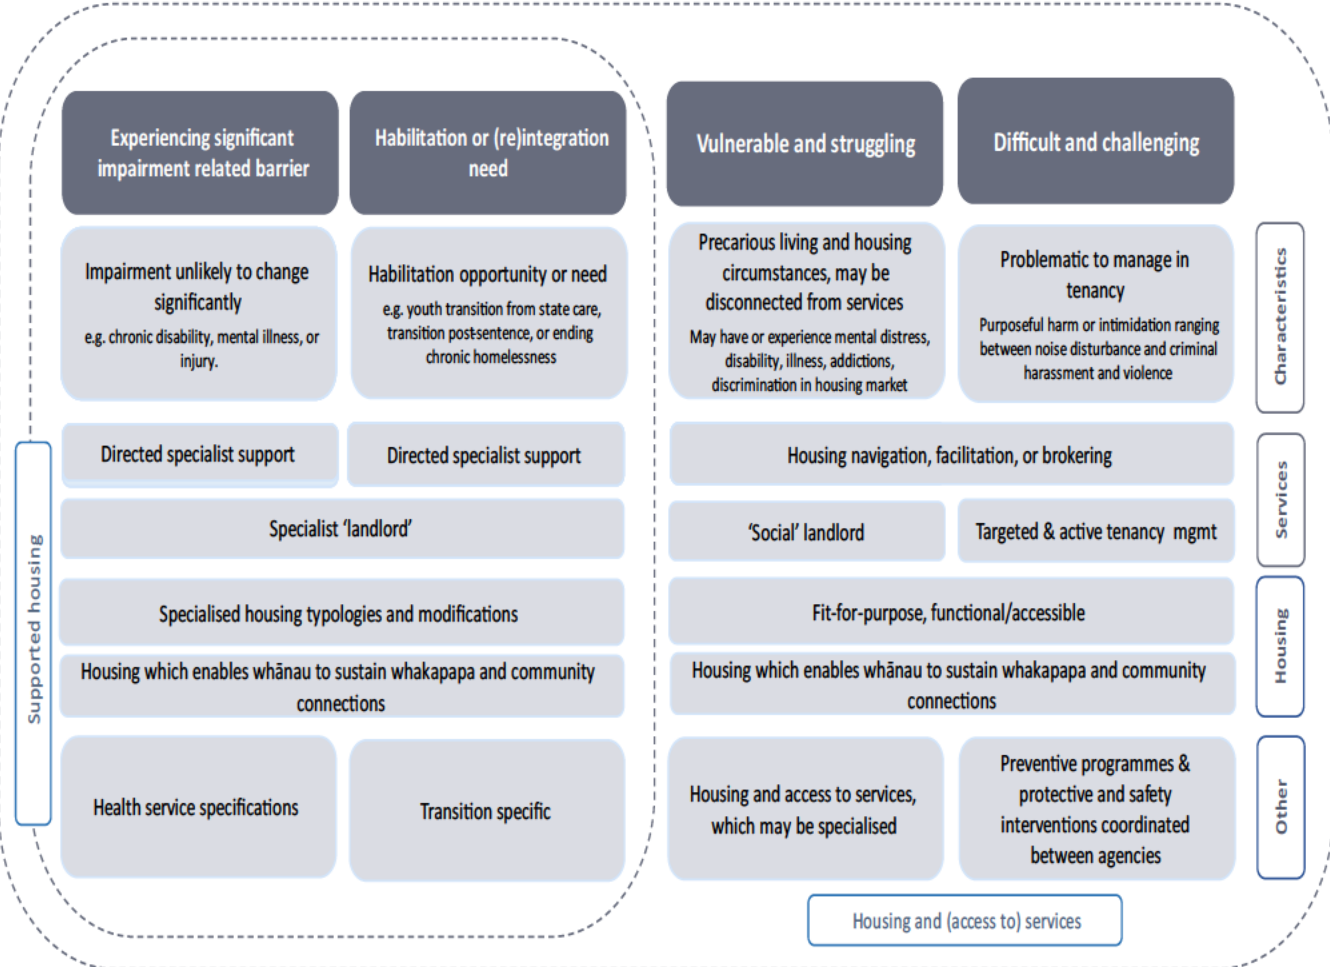 Experiencing significant
impairment related barrier
Habilitation or (re)integration
need
Vulnerable and struggling
Difficult and challenging
Impairment unlikely to change
significantly
e.g. chronic disability, mental illness, or
injury.
Habilitation opportunity or need
e.g. youth transition from state care,
transition post-sentence, or ending
chronic homelessness
Precarious living and housing
circumstances, may be
disconnected from services
May have or experience mental distress,
disability, illness, addictions,
discrimination in housing market
Problematic to manage in
tenancy
Purposeful harm or intimidation ranging
between noise disturbance and criminal
harassment and violence
Characteristics
Directed specialist support
Directed specialist support
Housing navigation, facilitation, or brokering
Specialist ‘landlord’
‘Social’ landlord
Targeted & active tenancy mgmt
Services
Specialised housing typologies and modifications
Fit-for-purpose, functional/accessible
Housing which enables whānau to sustain whakapapa and community
connections
Housing which enables whānau to sustain whakapapa and community
connections
Housing
Supported housing
Health service specifications
Transition specific
Housing and access to services,
which may be specialised
Preventive programmes &
protective and safety
interventions coordinated
between agencies
Other
Housing and (access to) services